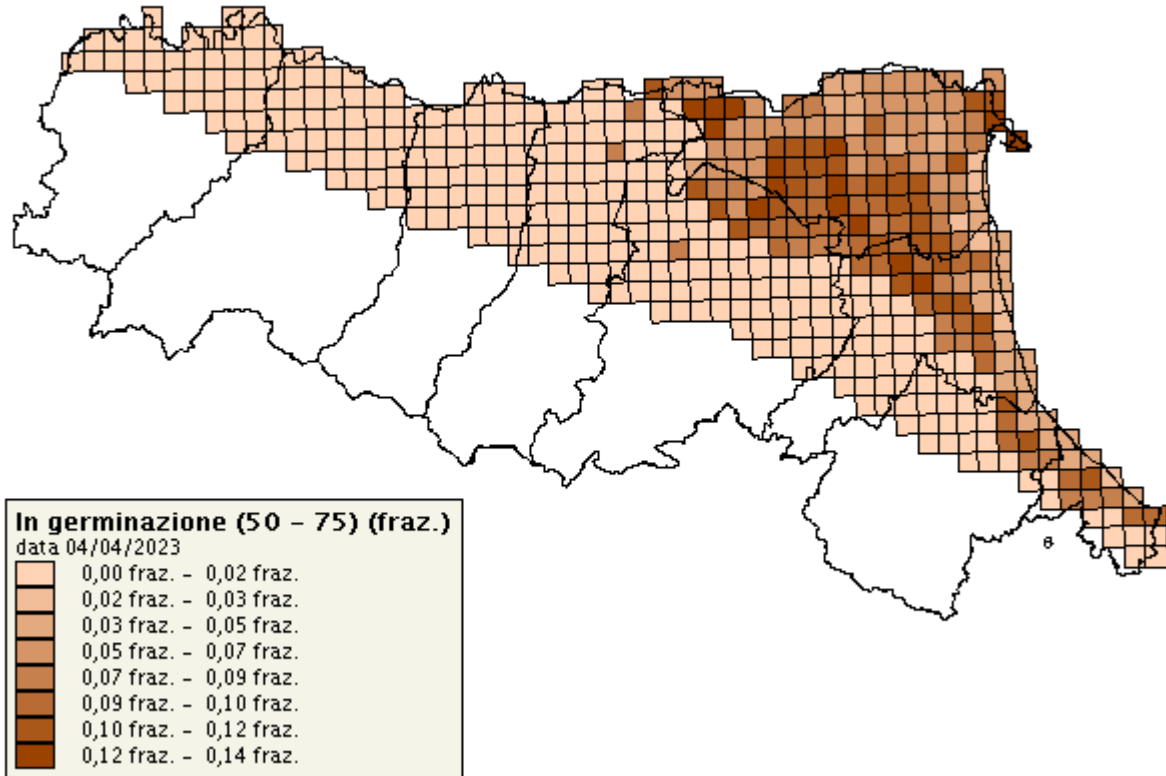 In germinazione (50 - 75) (fraz.)
data 04/04/2023
0,00 fraz. - 0,02 fraz.
0,02 fraz. - 0,03 fraz.
0,03 fraz. - 0,05 fraz.
0,05 fraz. - 0,07 fraz.
0,07 fraz. - 0,09 fraz.
0,09 fraz. - 0,10 fraz.
0,10 fraz. - 0,12 fraz.
0,12 fraz. - 0,14 fraz.